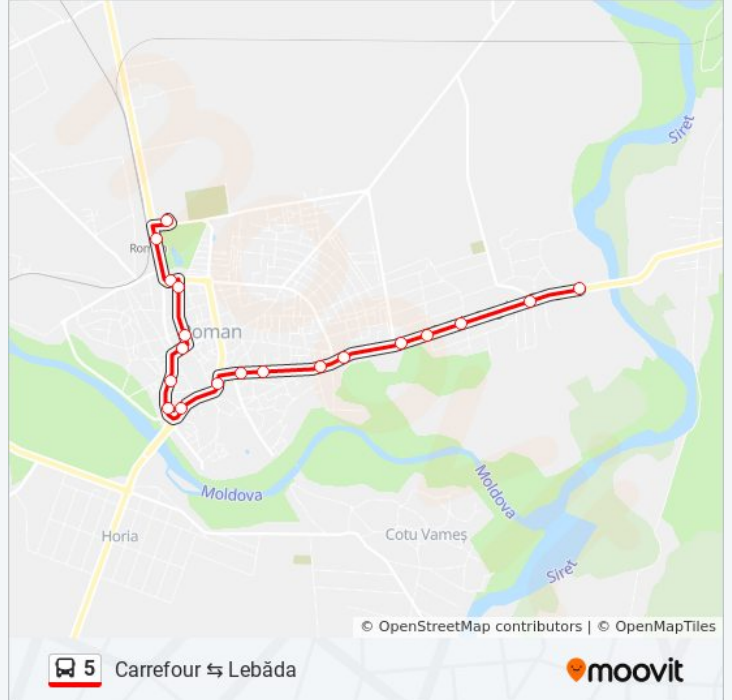 Siret
Roman
Roman
Moldova
Moldova
Horia
Cotu Vameș
Siret
© OpenStreetMap contributors | © OpenMapTiles
5 Carrefour ⇆ Lebăda
moovit